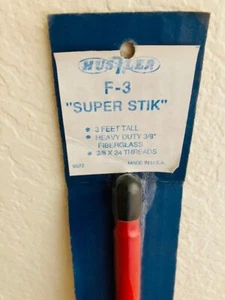 HUSTLER
F-3
"SUPER STIK"
3 FEET TALL
HEAVY DUTY 3/8"
FIBERGLASS
3/8 X 24 THREADS
MADE IN U.S.A.